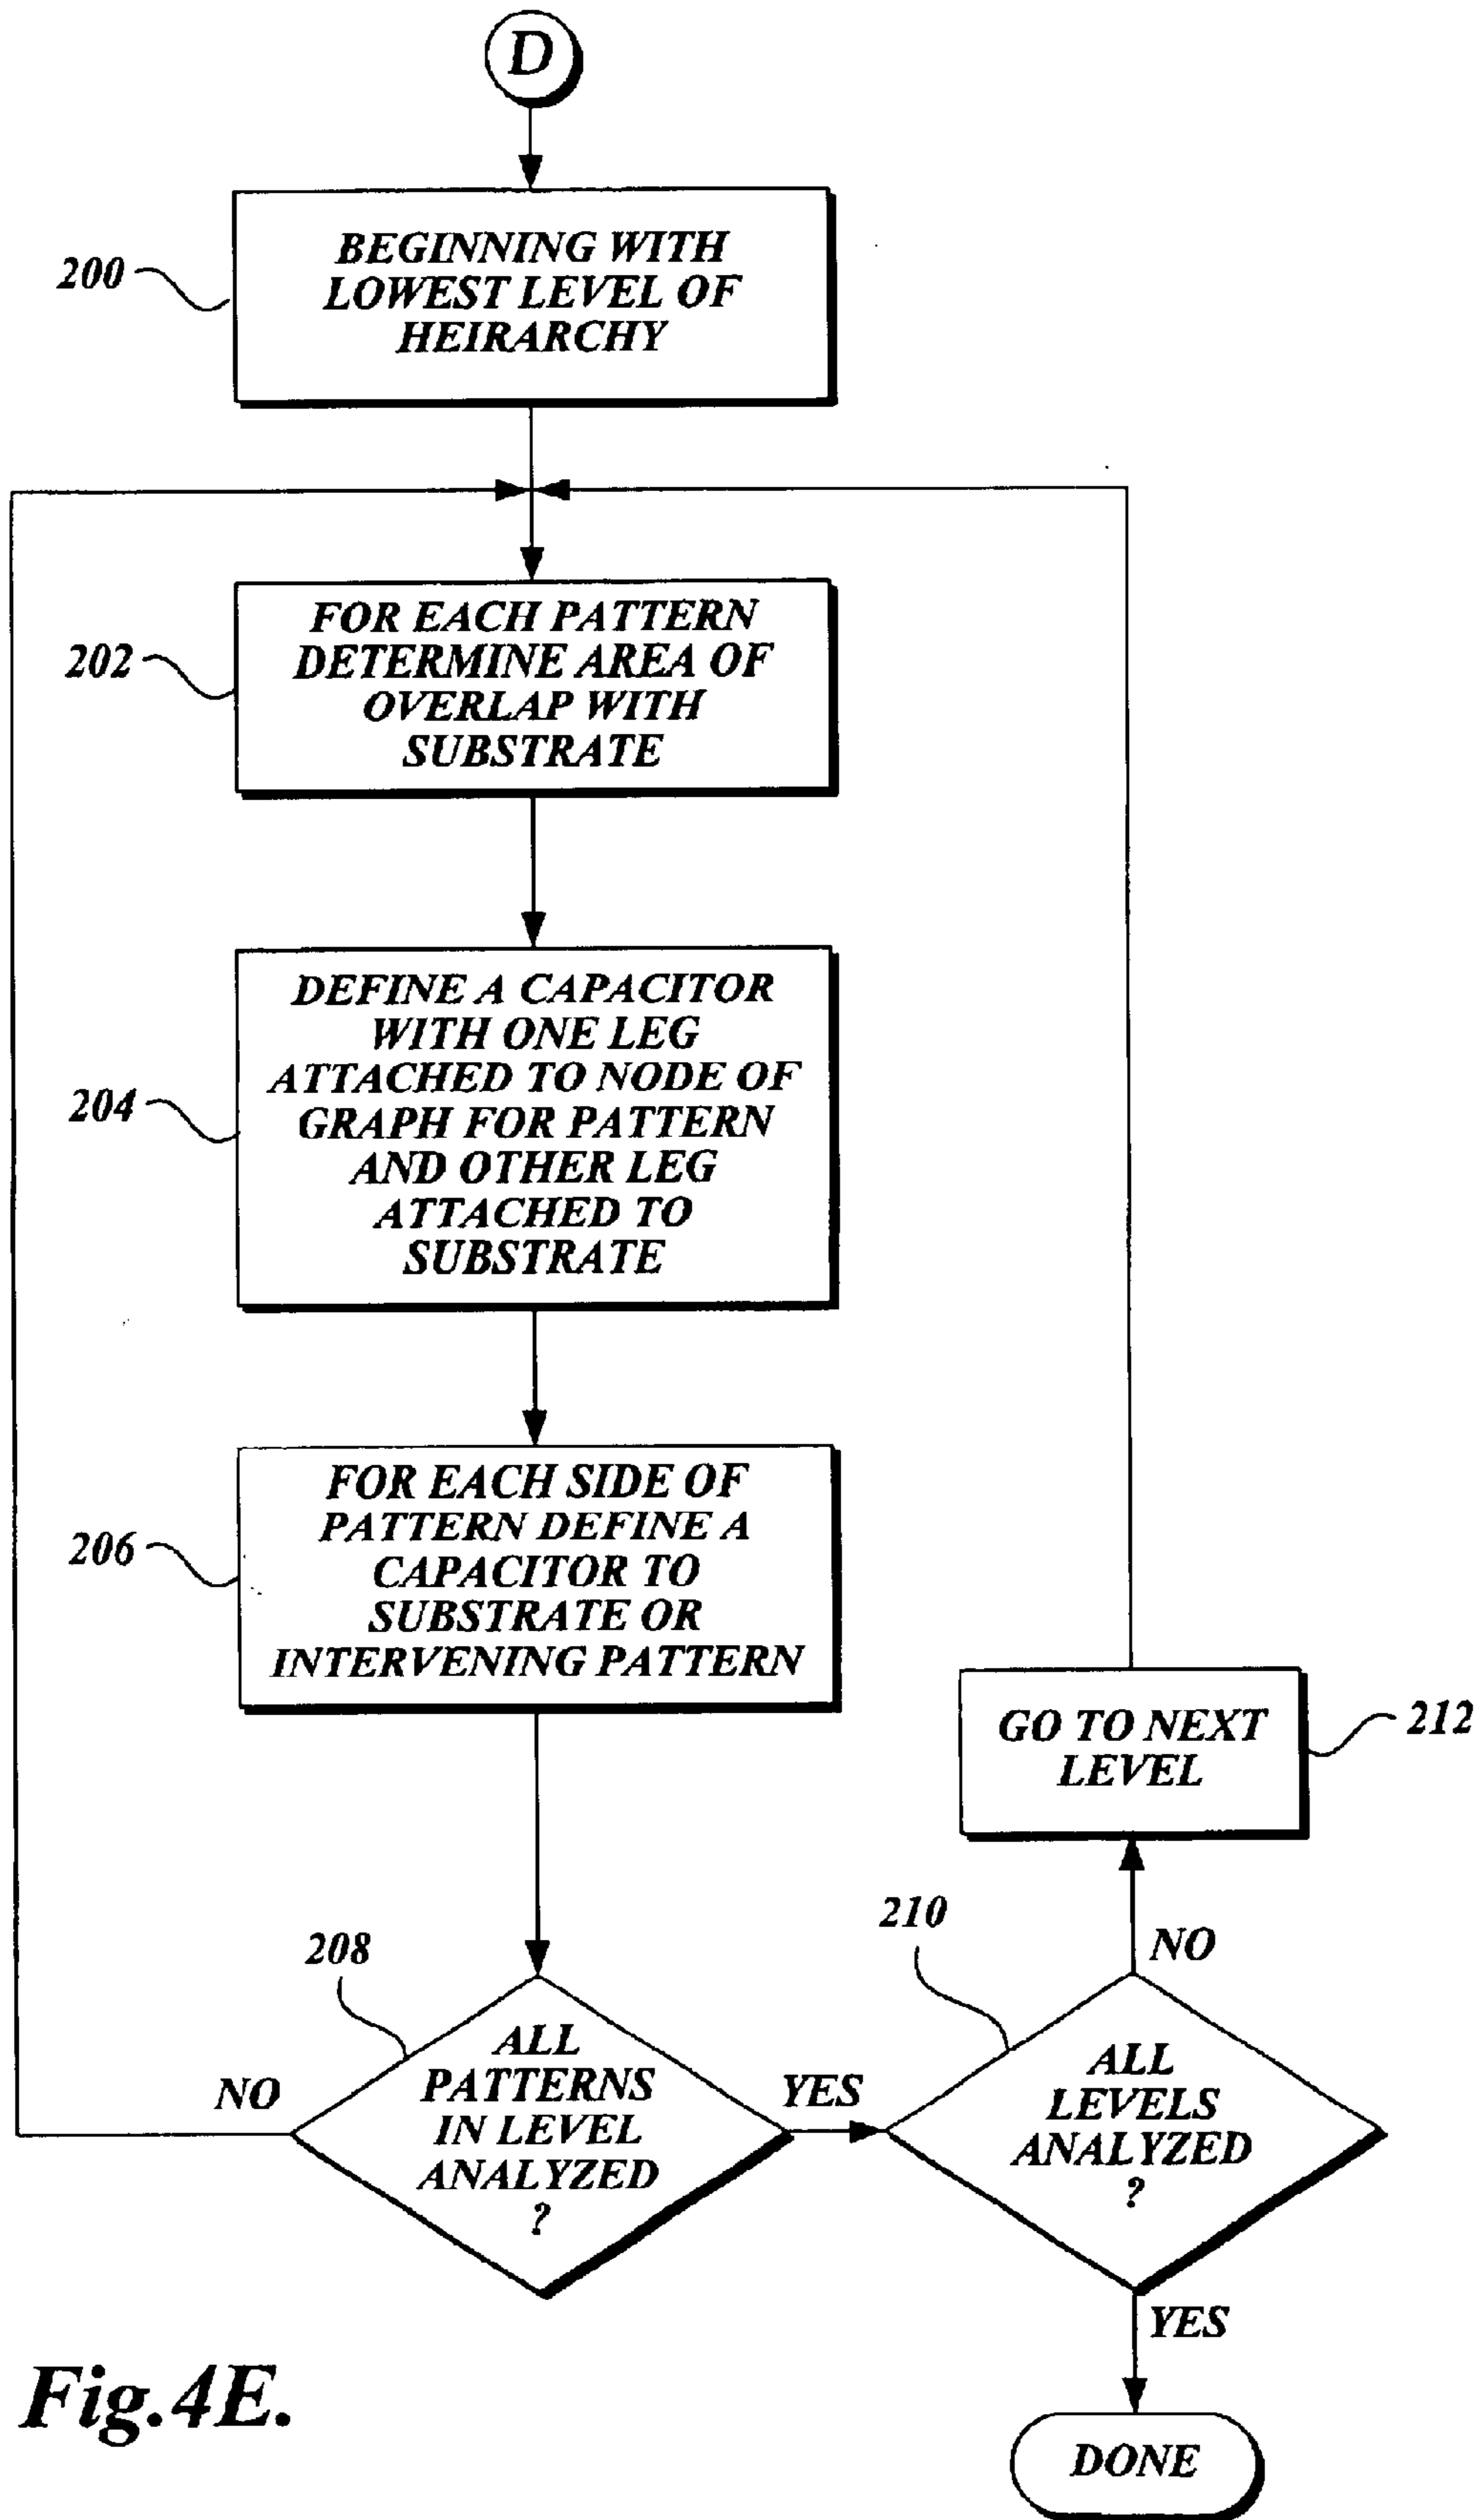 D
200
BEGINNING WITH
LOWEST LEVEL OF
HEIRARCHY
202
FOR EACH PATTERN
DETERMINE AREA OF
OVERLAP WITH
SUBSTRATE
204
DEFINE A CAPACITOR
WITH ONE LEG
ATTACHED TO NODE OF
GRAPH FOR PATTERN
AND OTHER LEG
ATTACHED TO
SUBSTRATE
206
FOR EACH SIDE OF
PATTERN DEFINE A
CAPACITOR TO
SUBSTRATE OR
INTERVENING PATTERN
208
ALL
PATTERNS
IN LEVEL
ANALYZED
?
NO
YES
210
ALL
LEVELS
ANALYZED
?
NO
GO TO NEXT
LEVEL
212
YES
DONE
Fig.4E.